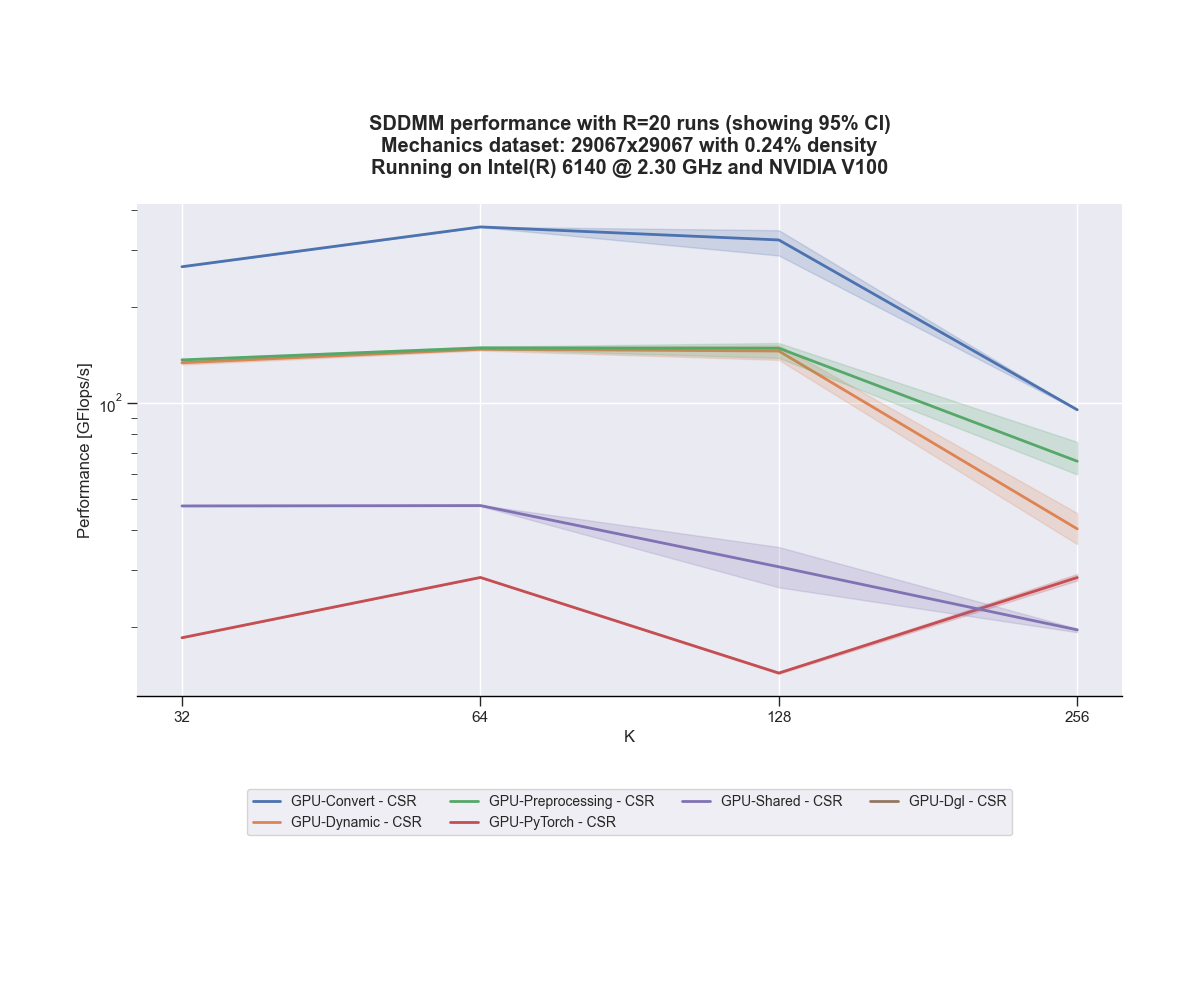 SDDMM performance with R=20 runs (showing 95% CI)
Mechanics dataset: 29067x29067 with 0.24% density
Running on Intel(R) 6140 @ 2.30 GHz and NVIDIA V100
Performance [GFlops/s]
10²
32 64 128 256
K
GPU-Convert - CSR GPU-Preprocessing - CSR GPU-Shared - CSR GPU-Dgl - CSR
GPU-Dynamic - CSR GPU-PyTorch - CSR